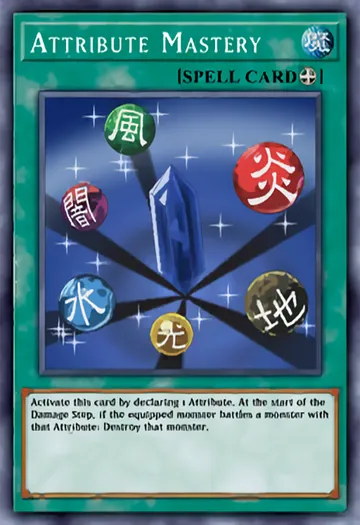 ATTRIBUTE MASTERY
魔
[SPELL CARD]
風
炎
闇
水
地
光
Activate this card by declaring 1 Attribute. At the start of the
Damage Step, if the equipped monster battles a monster with
that Attribute: Destroy that monster.